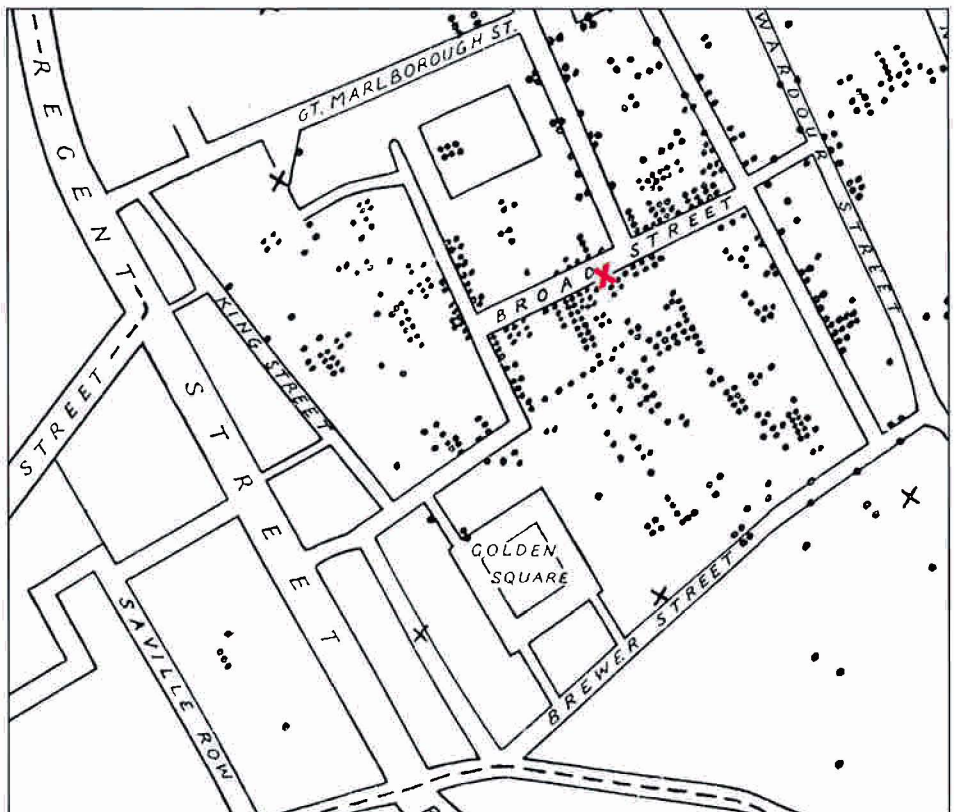 REGENT
STREET
GT. MARLBOROUGH ST.
WARDOUR
STREET
BROAD
STREET
KING STREET
STREET
GOLDEN
SQUARE
BREWER STREET
SAVILLE ROW